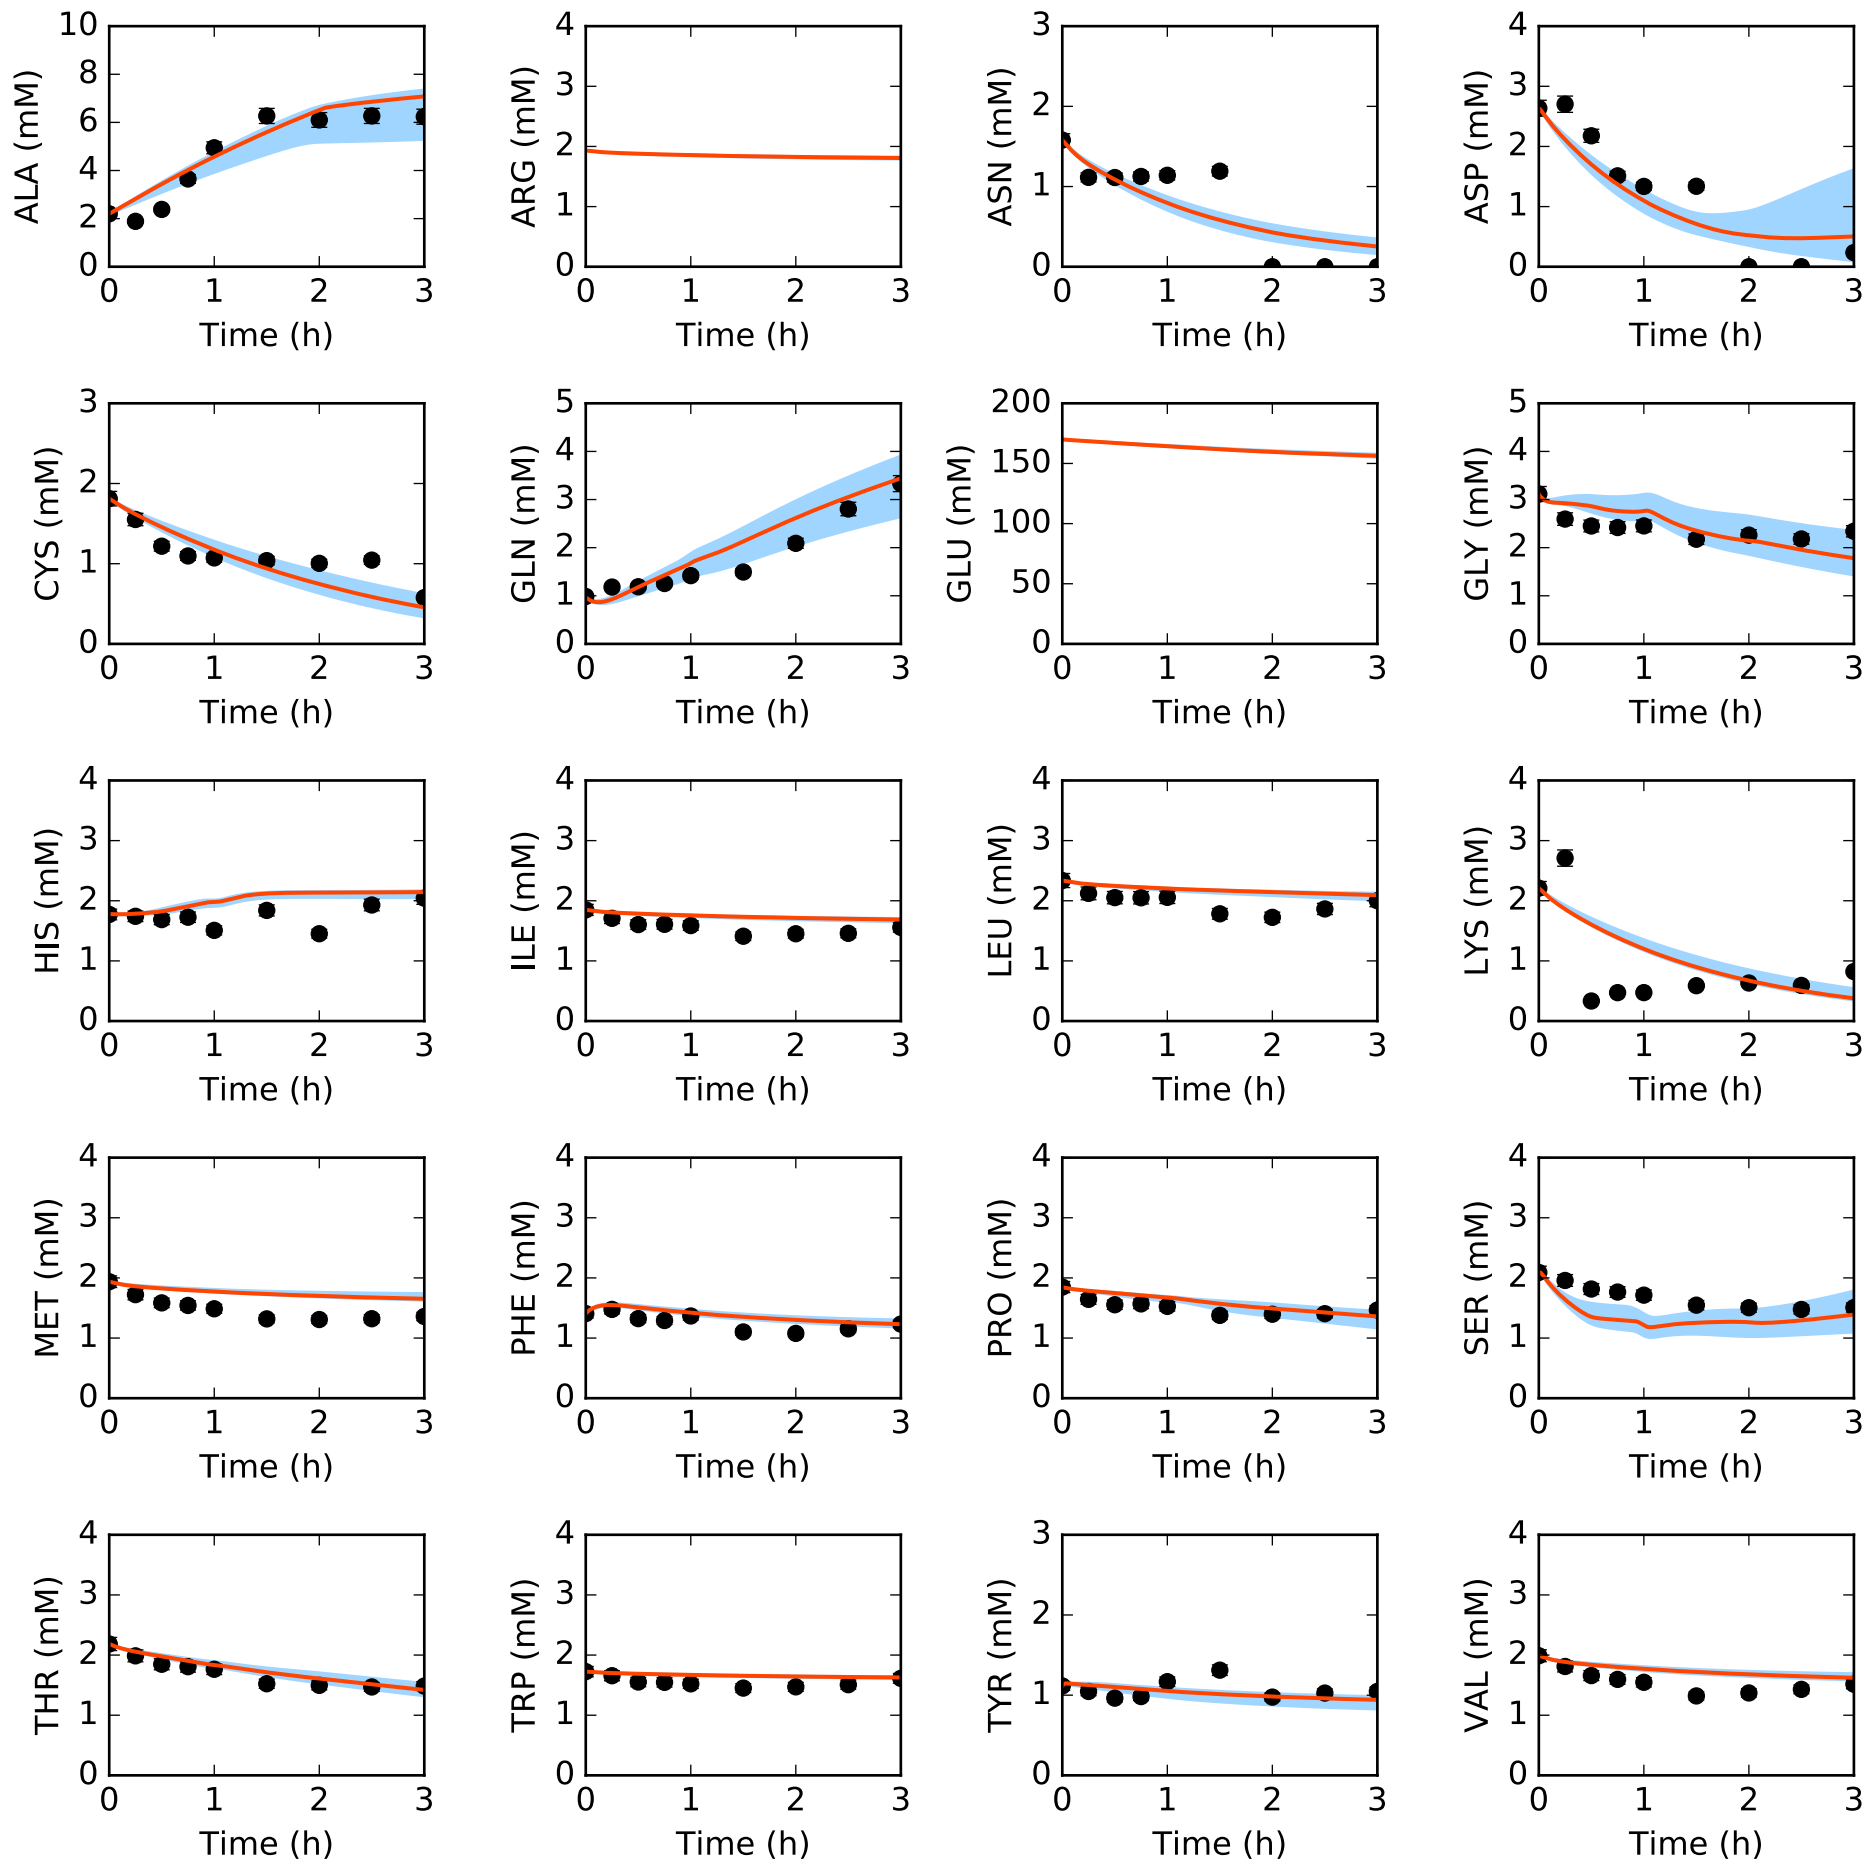 ALA (mM)
10
8
6
4
2
0
0 1 2 3
Time (h)
ARG (mM)
4
3
2
1
0
0 1 2 3
Time (h)
ASN (mM)
3
2
1
0
0 1 2 3
Time (h)
ASP (mM)
4
3
2
1
0
0 1 2 3
Time (h)
CYS (mM)
3
2
1
0
0 1 2 3
Time (h)
GLN (mM)
5
4
3
2
1
0
0 1 2 3
Time (h)
GLU (mM)
200
150
100
50
0
0 1 2 3
Time (h)
GLY (mM)
5
4
3
2
1
0
0 1 2 3
Time (h)
HIS (mM)
4
3
2
1
0
0 1 2 3
Time (h)
ILE (mM)
4
3
2
1
0
0 1 2 3
Time (h)
LEU (mM)
4
3
2
1
0
0 1 2 3
Time (h)
LYS (mM)
4
3
2
1
0
0 1 2 3
Time (h)
MET (mM)
4
3
2
1
0
0 1 2 3
Time (h)
PHE (mM)
4
3
2
1
0
0 1 2 3
Time (h)
PRO (mM)
4
3
2
1
0
0 1 2 3
Time (h)
SER (mM)
4
3
2
1
0
0 1 2 3
Time (h)
THR (mM)
4
3
2
1
0
0 1 2 3
Time (h)
TRP (mM)
4
3
2
1
0
0 1 2 3
Time (h)
TYR (mM)
3
2
1
0
0 1 2 3
Time (h)
VAL (mM)
4
3
2
1
0
0 1 2 3
Time (h)